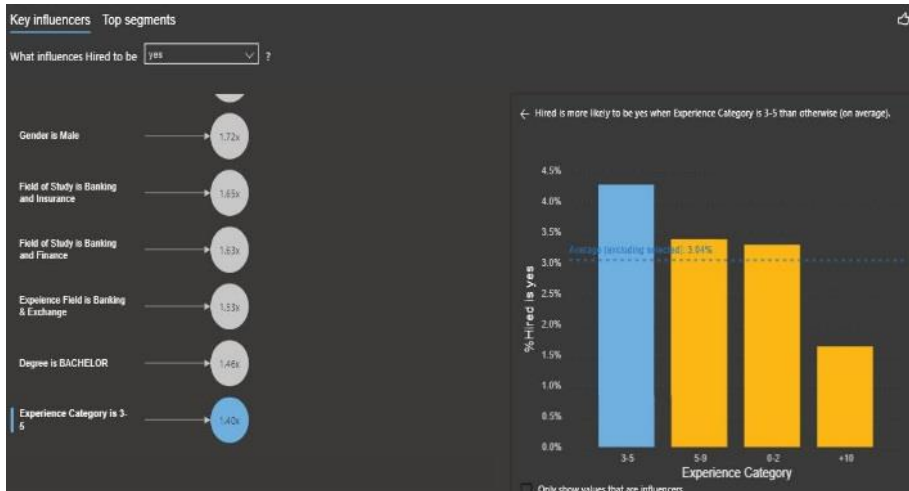 Key influencers Top segments
What influences Hired to be yes ?
Gender is Male
1.72x
Field of Study is Banking
and Insurance
1.65x
Field of Study is Banking
and Finance
1.63x
Expeience Field is Banking
& Exchange
1.53x
Degree is BACHELOR
1.46x
Experience Category is 3-
5
1.40x
← Hired is more likely to be yes when Experience Category is 3-5 than otherwise (on average).
4.5%
4.0%
3.5%
Average (excluding selected): 3.04%
3.0%
2.5%
2.0%
1.5%
1.0%
0.5%
0.0%
%Hired is yes
3-5 5-9 0-2 +10
Experience Category
Only show values that are influencers